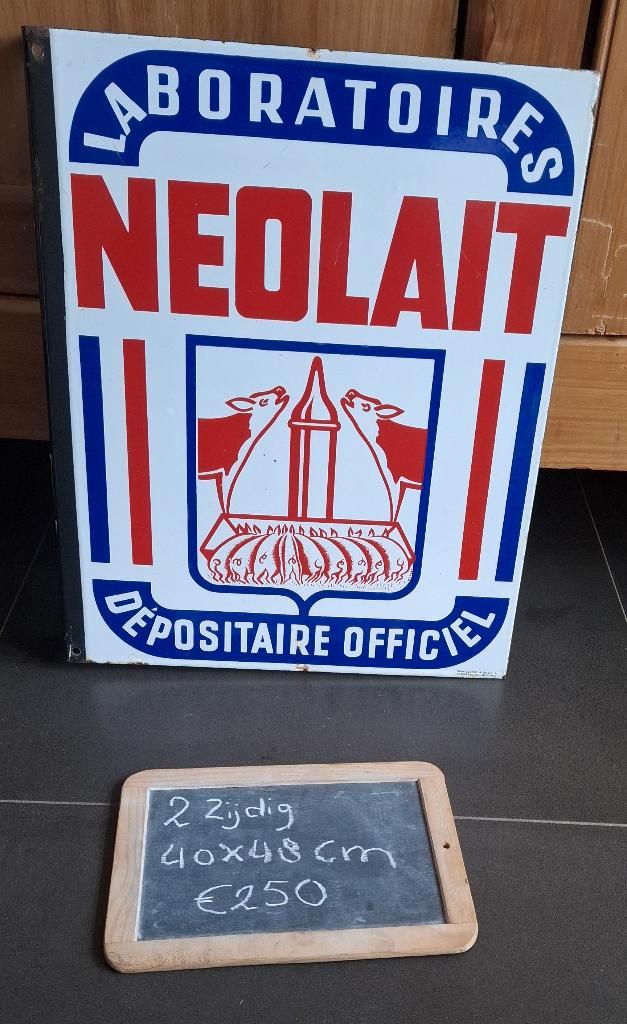 LABORATOIRES
NEOLAIT
DÉPOSITAIRE OFFICIEL
2 Zijdig
40x48 cm
€250